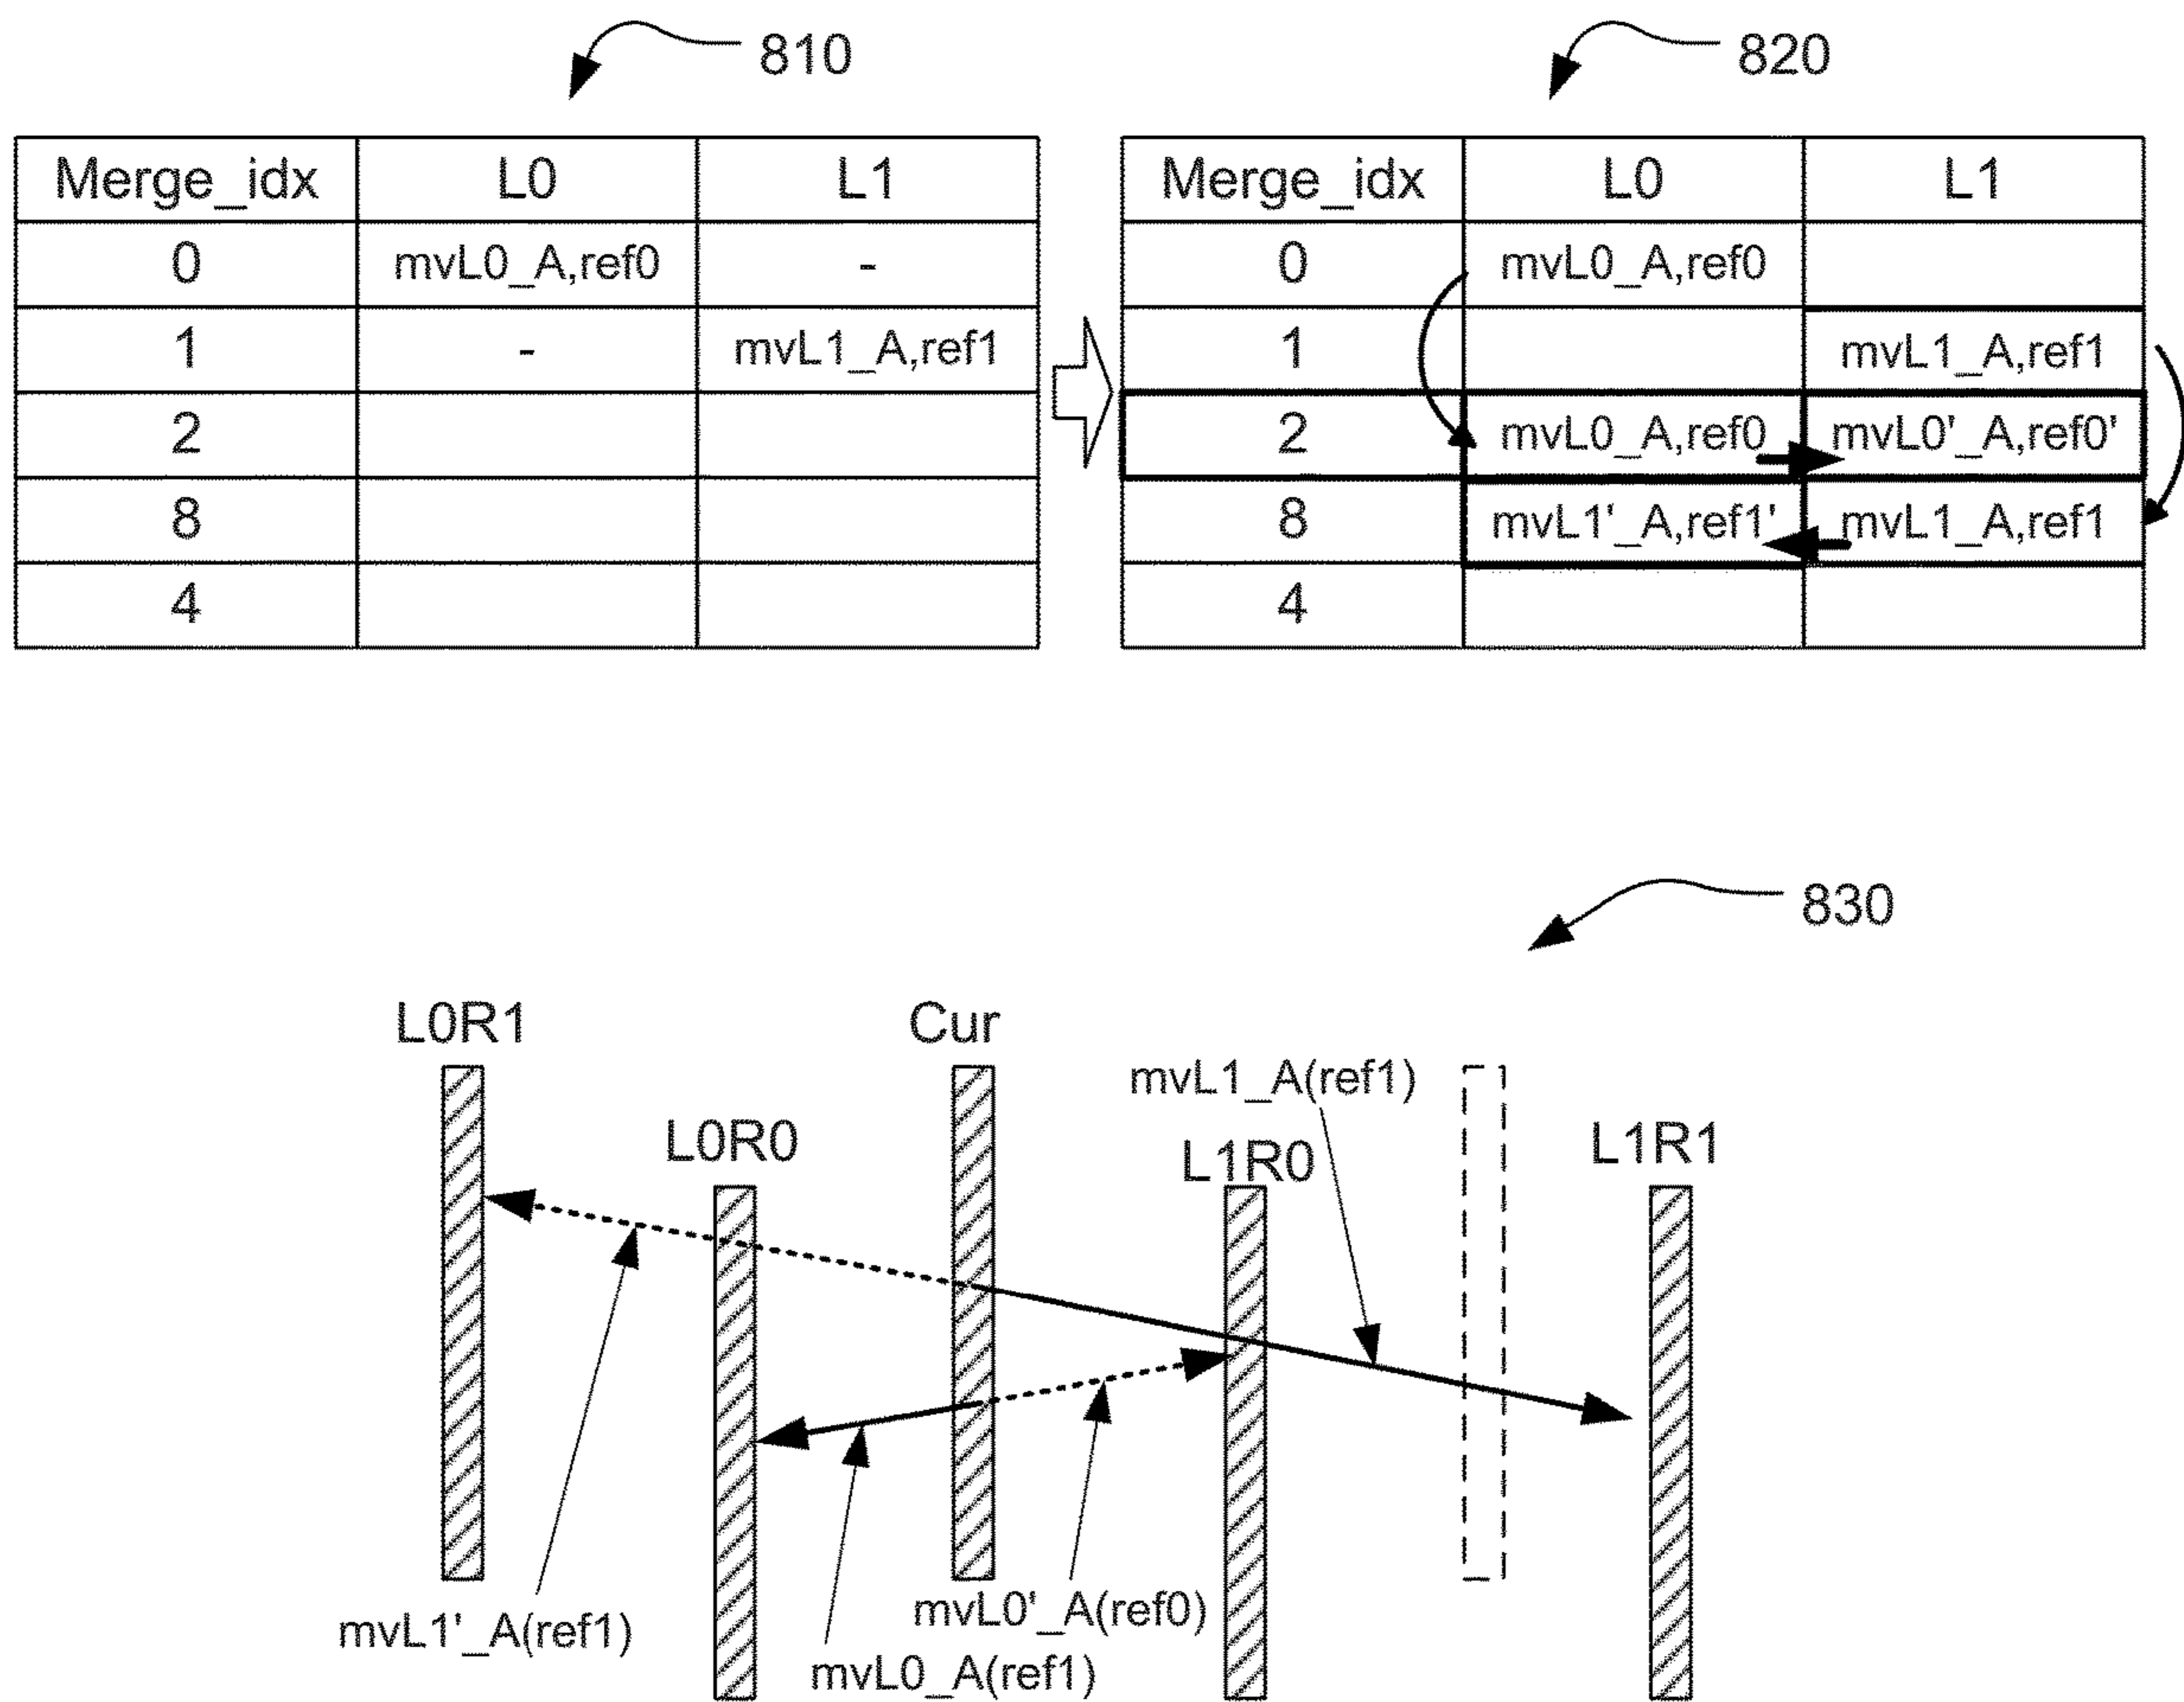 810
820
Merge_idx L0 L1
0 mvL0_A,ref0 -
1 - mvL1_A,ref1
2
8
4
Merge_idx L0 L1
0 mvL0_A,ref0
1 mvL1_A,ref1
2 mvL0_A,ref0 mvL0'_A,ref0'
8 mvL1'_A,ref1' mvL1_A,ref1
4
830
L0R1
Cur
mvL1_A(ref1)
L0R0
L1R0
L1R1
mvL1'_A(ref1)
mvL0'_A(ref0)
mvL0_A(ref1)